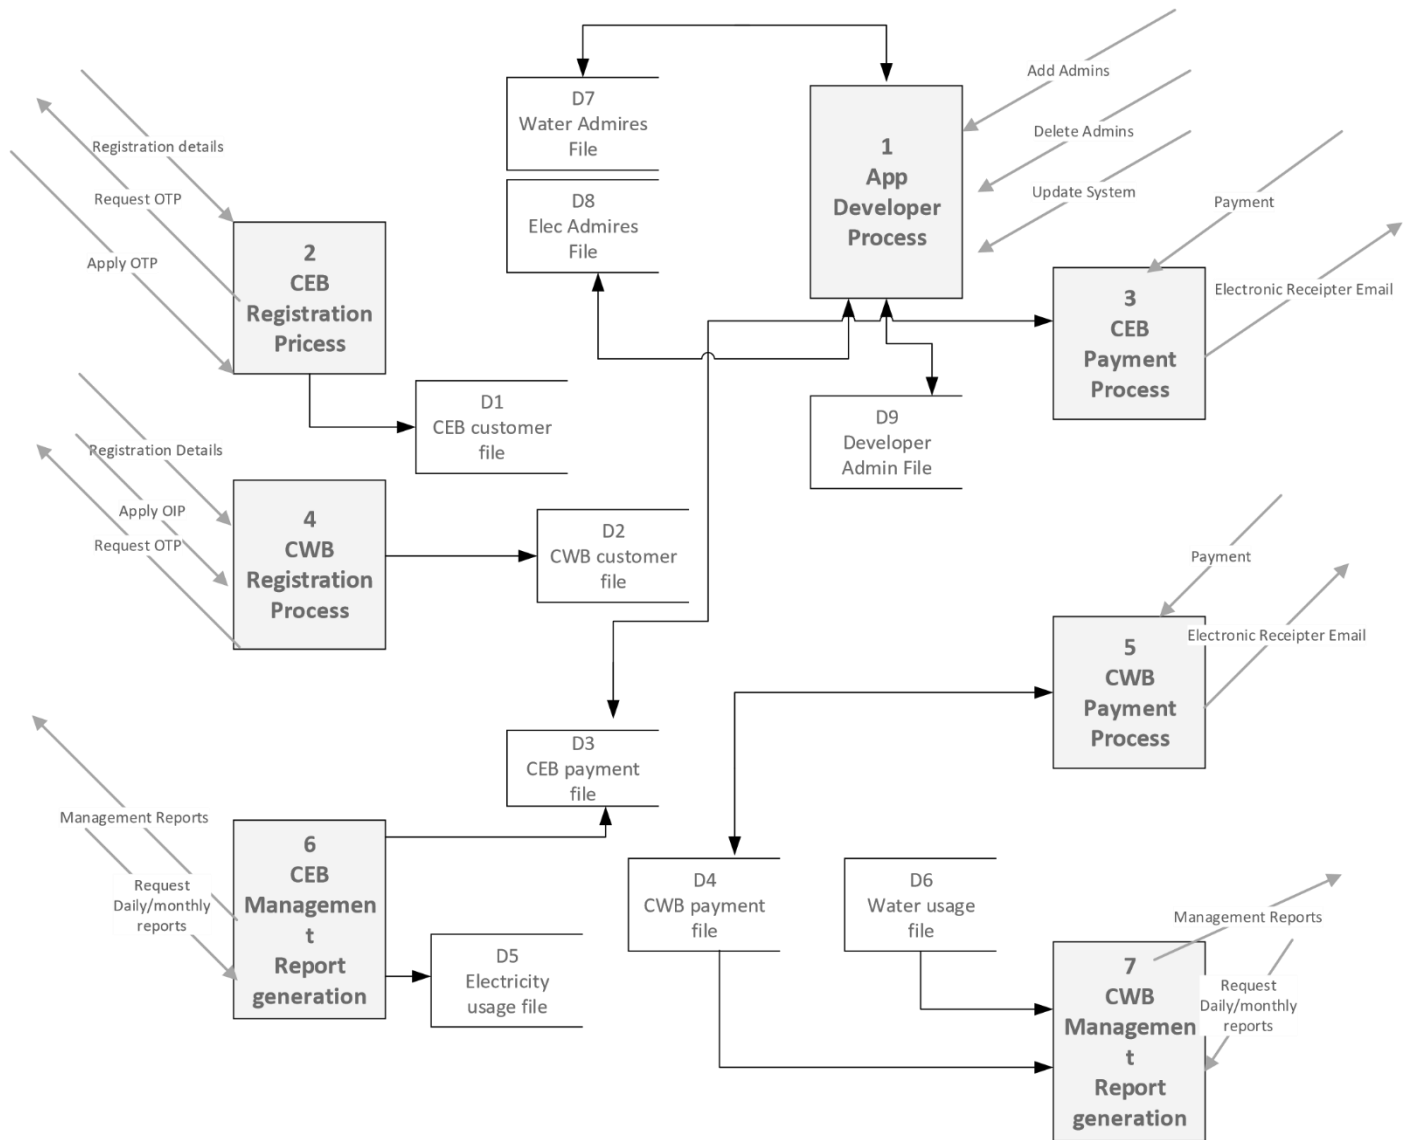 D7
Water Admires
File
D8
Elec Admires
File
1
App
Developer
Process
Add Admins
Delete Admins
Update System
Registration details
Request OTP
Apply OTP
2
CEB
Registration
Pricess
Payment
Electronic Receipter Email
3
CEB
Payment
Process
D1
CEB customer
file
D9
Developer
Admin File
Registration Details
Apply OIP
Request OTP
4
CWB
Registration
Process
D2
CWB customer
file
Payment
Electronic Receipter Email
5
CWB
Payment
Process
D3
CEB payment
file
Management Reports
Request
Daily/monthly
reports
6
CEB
Managemen
t
Report
generation
D4
CWB payment
file
D6
Water usage
file
D5
Electricity
usage file
Management Reports
Request
Daily/monthly
reports
7
CWB
Managemen
t
Report
generation